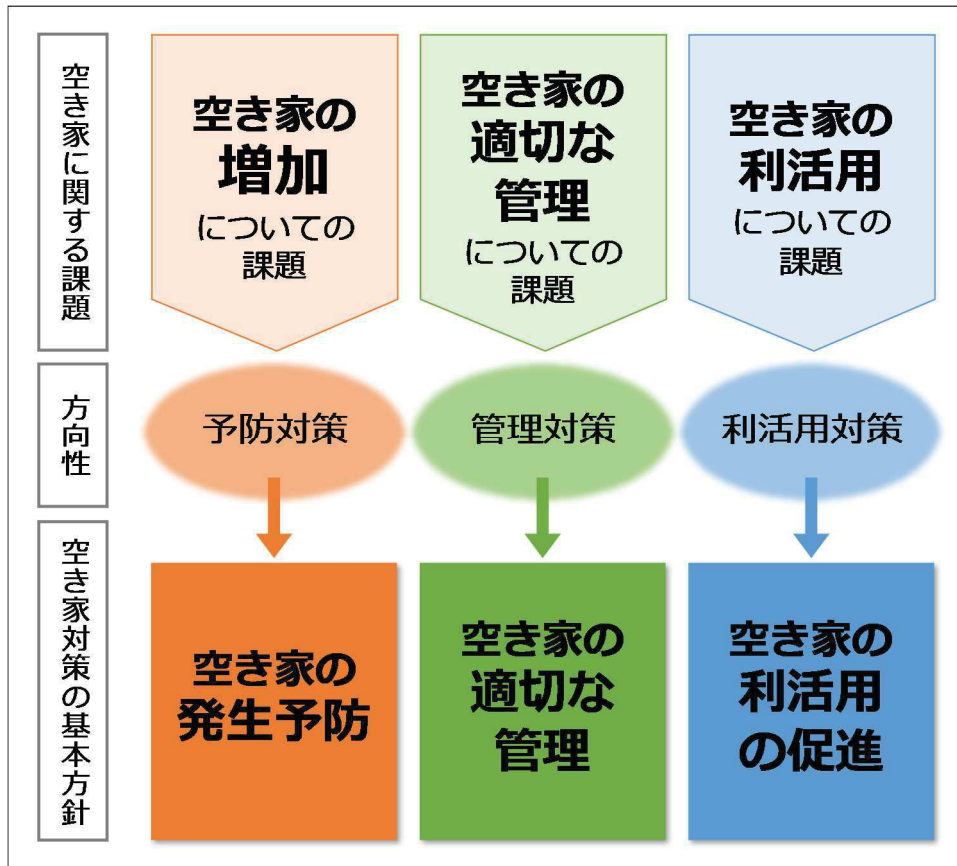 空き家に関する課題
空き家の
増加
についての
課題
空き家の
適切な
管理
についての
課題
空き家の
利活用
についての
課題
方向性
予防対策
管理対策
利活用対策
空き家対策の基本方針
空き家の
発生予防
空き家の
適切な
管理
空き家の
利活用
の促進